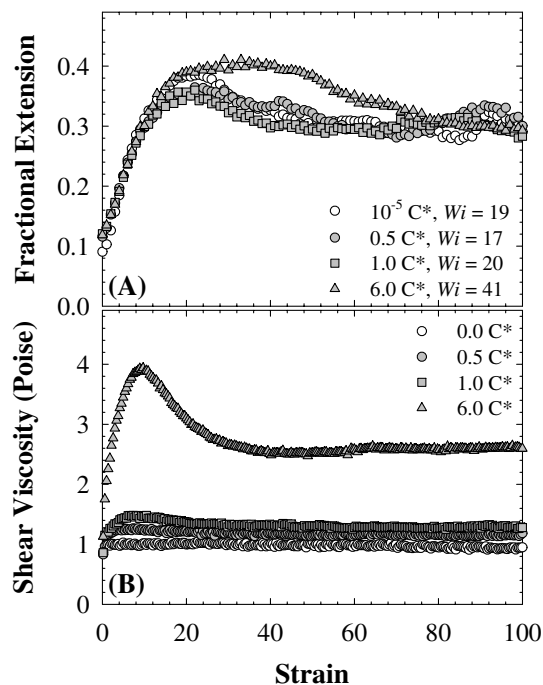 Fractional Extension
0.4
0.3
0.2
0.1
0.0
(A)
10⁻⁵ C*, Wi = 19
0.5 C*, Wi = 17
1.0 C*, Wi = 20
6.0 C*, Wi = 41
Shear Viscosity (Poise)
4
3
2
1
0
(B)
0.0 C*
0.5 C*
1.0 C*
6.0 C*
0 20 40 60 80 100
Strain